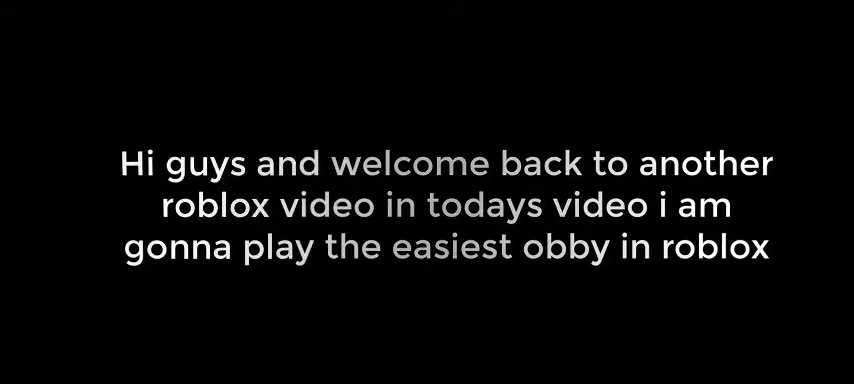 Hi guys and welcome back to another
roblox video in todays video i am
gonna play the easiest obby in roblox